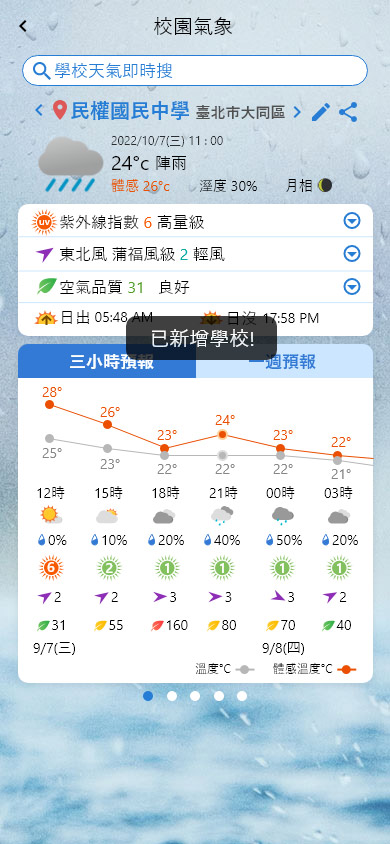 校園氣象
學校天氣即時搜
民權國民中學 臺北市大同區
2022/10/7(三) 11 : 00
24°c 陣雨
體感 26°c 溼度 30% 月相
UV 紫外線指數 6 高量級
東北風 蒲福風級 2 輕風
空氣品質 31 良好
日出 05:48 AM 日沒 17:58 PM
已新增學校!
三小時預報 一週預報
28° 26° 23° 24° 23° 22°
25° 23° 22° 22° 22° 21°
12時 15時 18時 21時 00時 03時
0% 10% 20% 40% 50% 20%
6 2 1 1 1 1
2 2 3 3 3 2
31 55 160 80 70 40
9/7(三) 9/8(四)
溫度°C 體感溫度°C